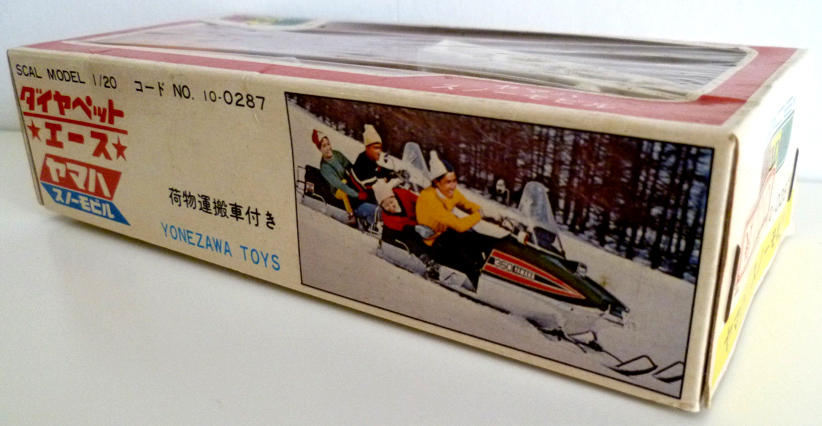 SCAL MODEL 1/20 コード NO. 10-0287
ダイヤペット
★エース★
ヤマハ
スノーモビル
荷物運搬車付き
YONEZAWA TOYS
YAMAHA